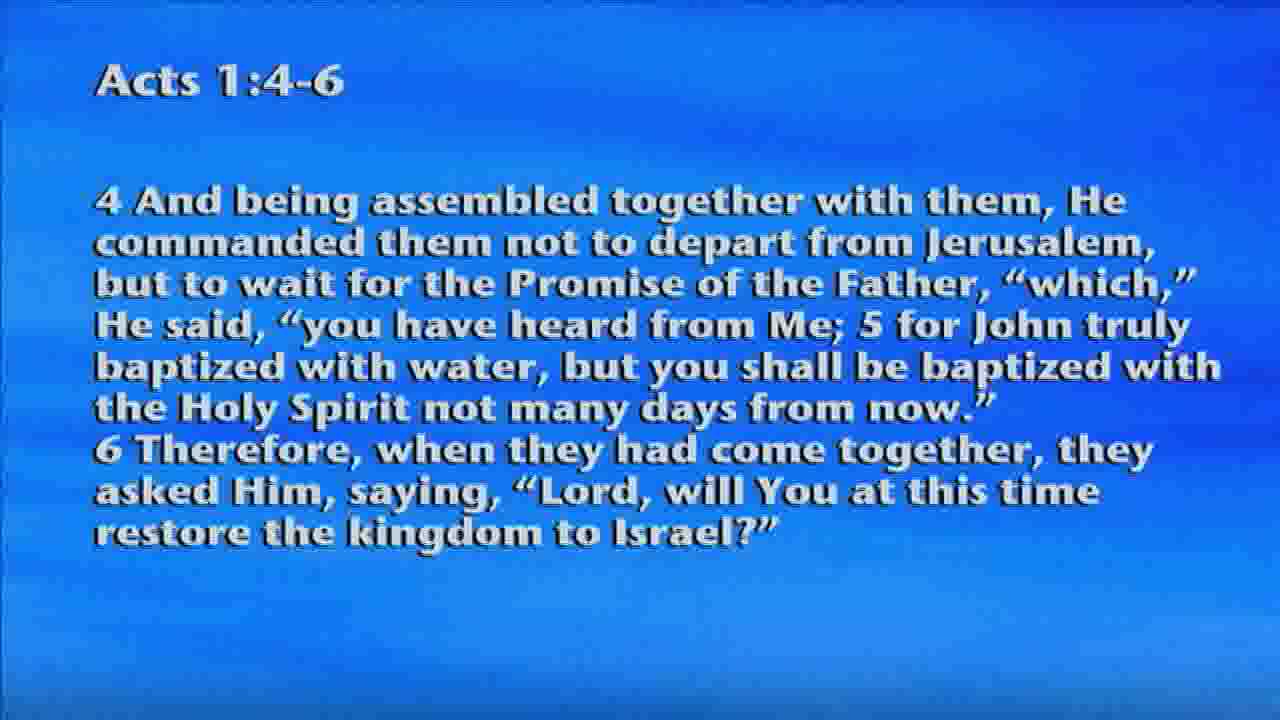 Acts 1:4-6
4 And being assembled together with them, He
commanded them not to depart from Jerusalem,
but to wait for the Promise of the Father, “which,”
He said, “you have heard from Me; 5 for John truly
baptized with water, but you shall be baptized with
the Holy Spirit not many days from now.”
6 Therefore, when they had come together, they
asked Him, saying, “Lord, will You at this time
restore the kingdom to Israel?”